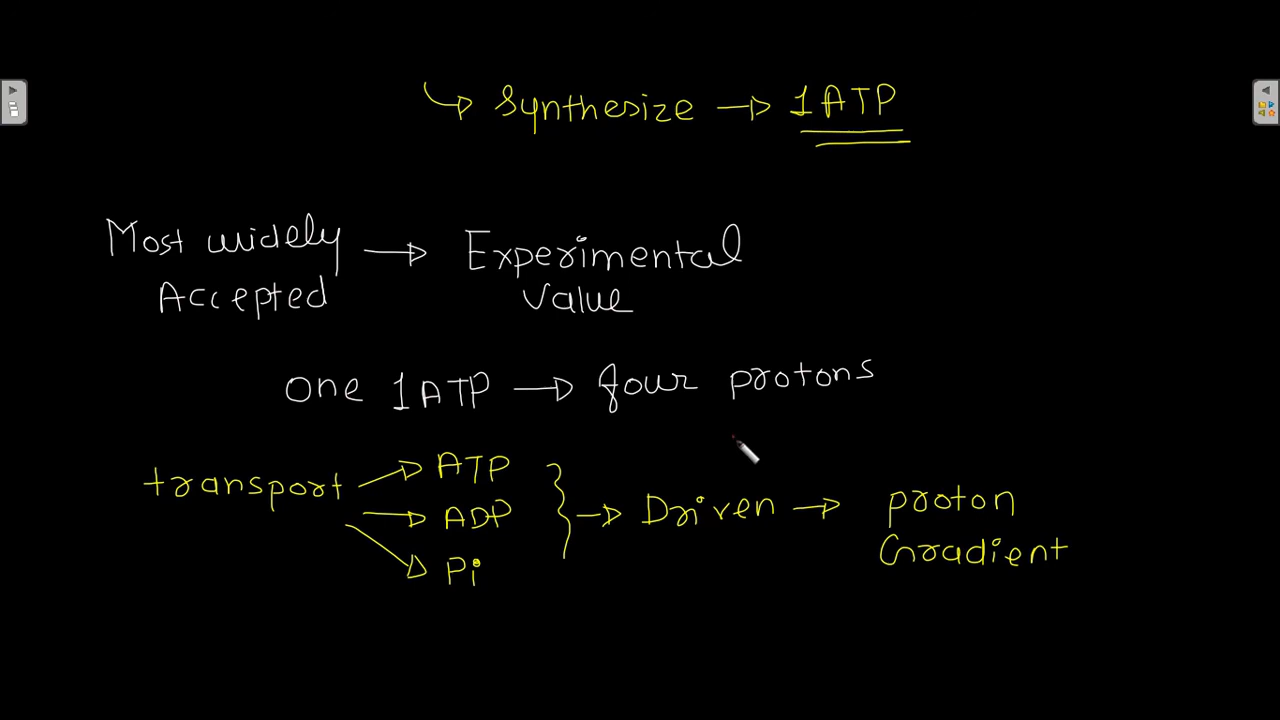 ↳ Synthesize → 1ATP
Most widely → Experimental
Accepted Value
One 1ATP → four protons
transport → ATP
→ ADP } → Driven → proton
→ Pi Gradient